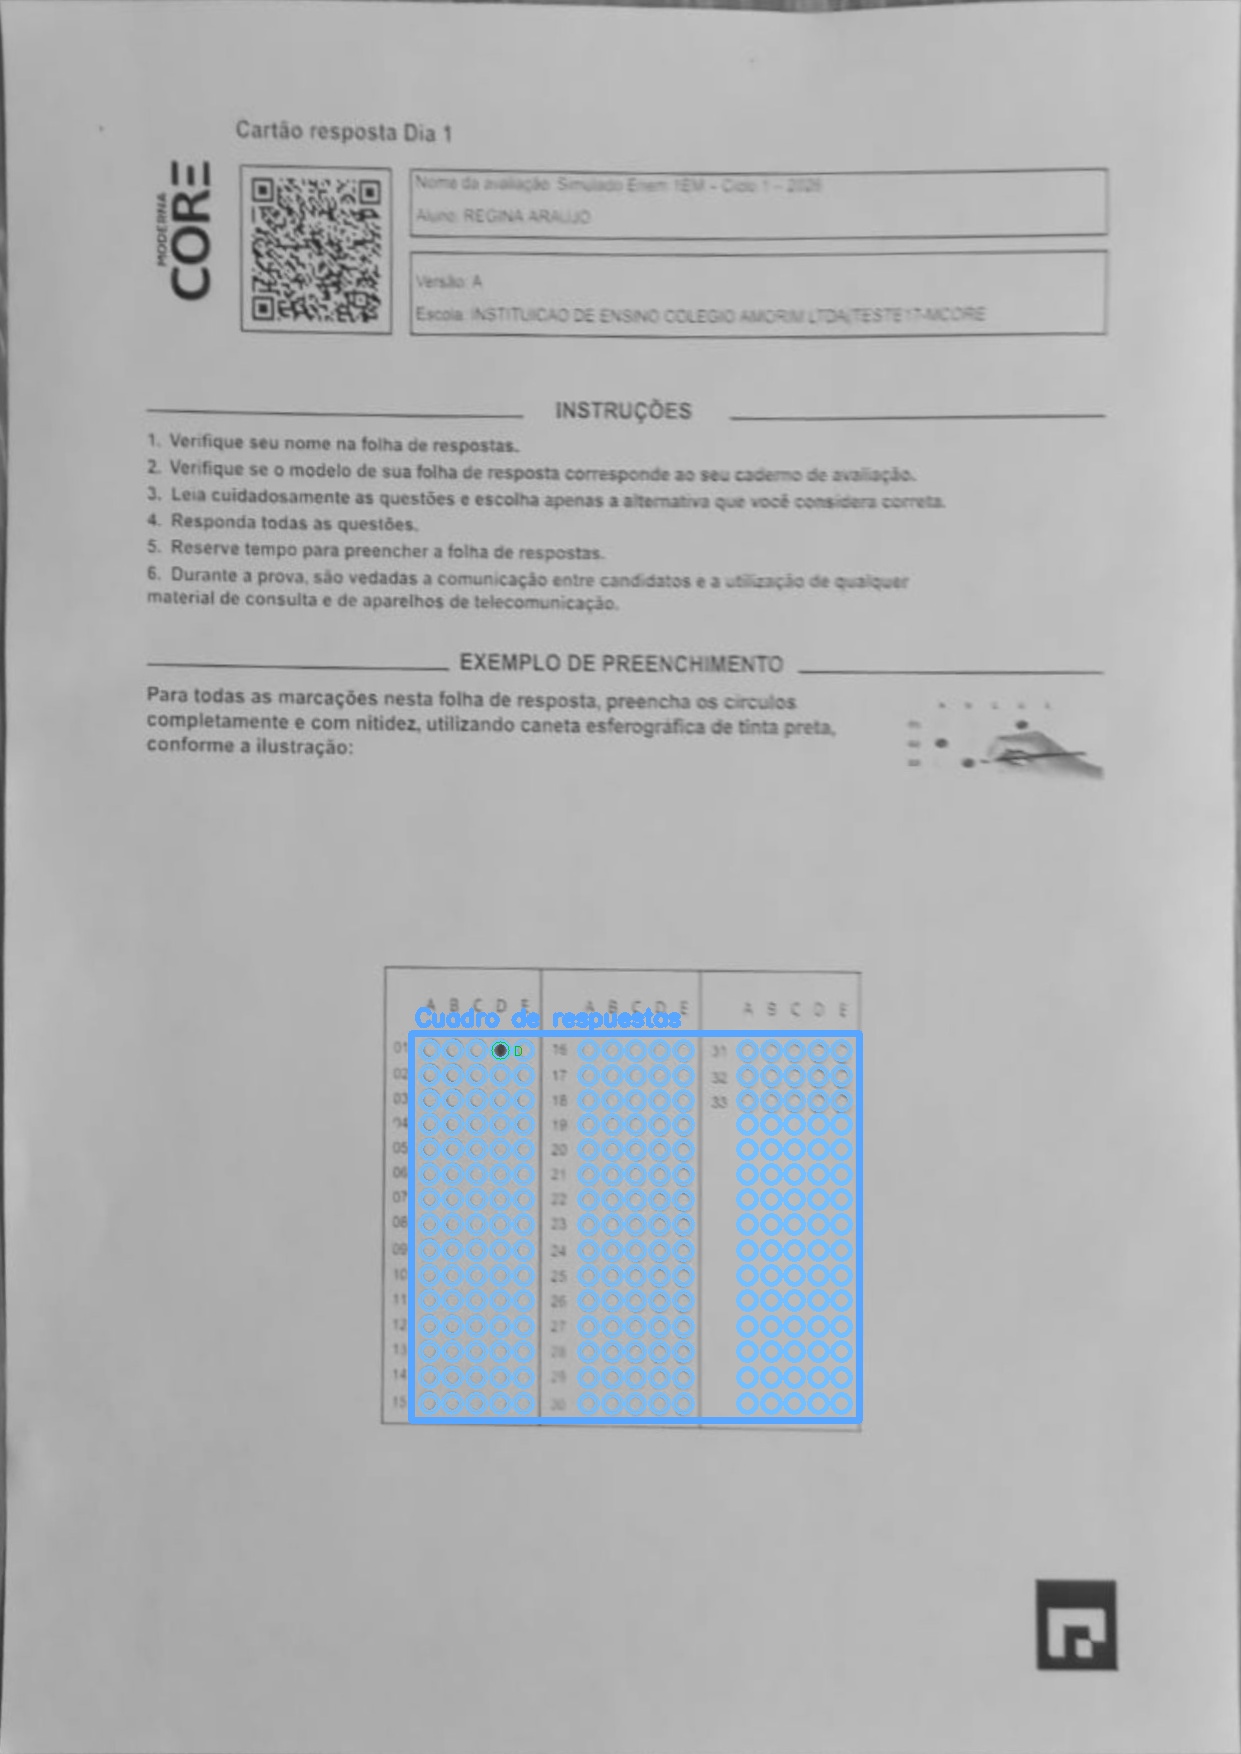 Cartão resposta Dia 1
MODERNA
CORE
Nome da avaliação: Simulado Enem 1EM - Ciclo 1 - 2026
Aluno: REGINA ARAUJO
Versão: A
Escola: INSTITUICAO DE ENSINO COLEGIO AMORIM LTDA(TESTE17-MCORE
INSTRUÇÕES
1. Verifique seu nome na folha de respostas.
2. Verifique se o modelo de sua folha de resposta corresponde ao seu caderno de avaliação.
3. Leia cuidadosamente as questões e escolha apenas a alternativa que você considera correta.
4. Responda todas as questões.
5. Reserve tempo para preencher a folha de respostas.
6. Durante a prova, são vedadas a comunicação entre candidatos e a utilização de qualquer
material de consulta e de aparelhos de telecomunicação.
EXEMPLO DE PREENCHIMENTO
Para todas as marcações nesta folha de resposta, preencha os círculos
completamente e com nitidez, utilizando caneta esferográfica de tinta preta,
conforme a ilustração:
A B C D E A B C D E A B C D E
Cuadro de respuestas
01 D 16 31
02 17 32
03 18 33
04 19
05 20
06 21
07 22
08 23
09 24
10 25
11 26
12 27
13 28
14 29
15 30